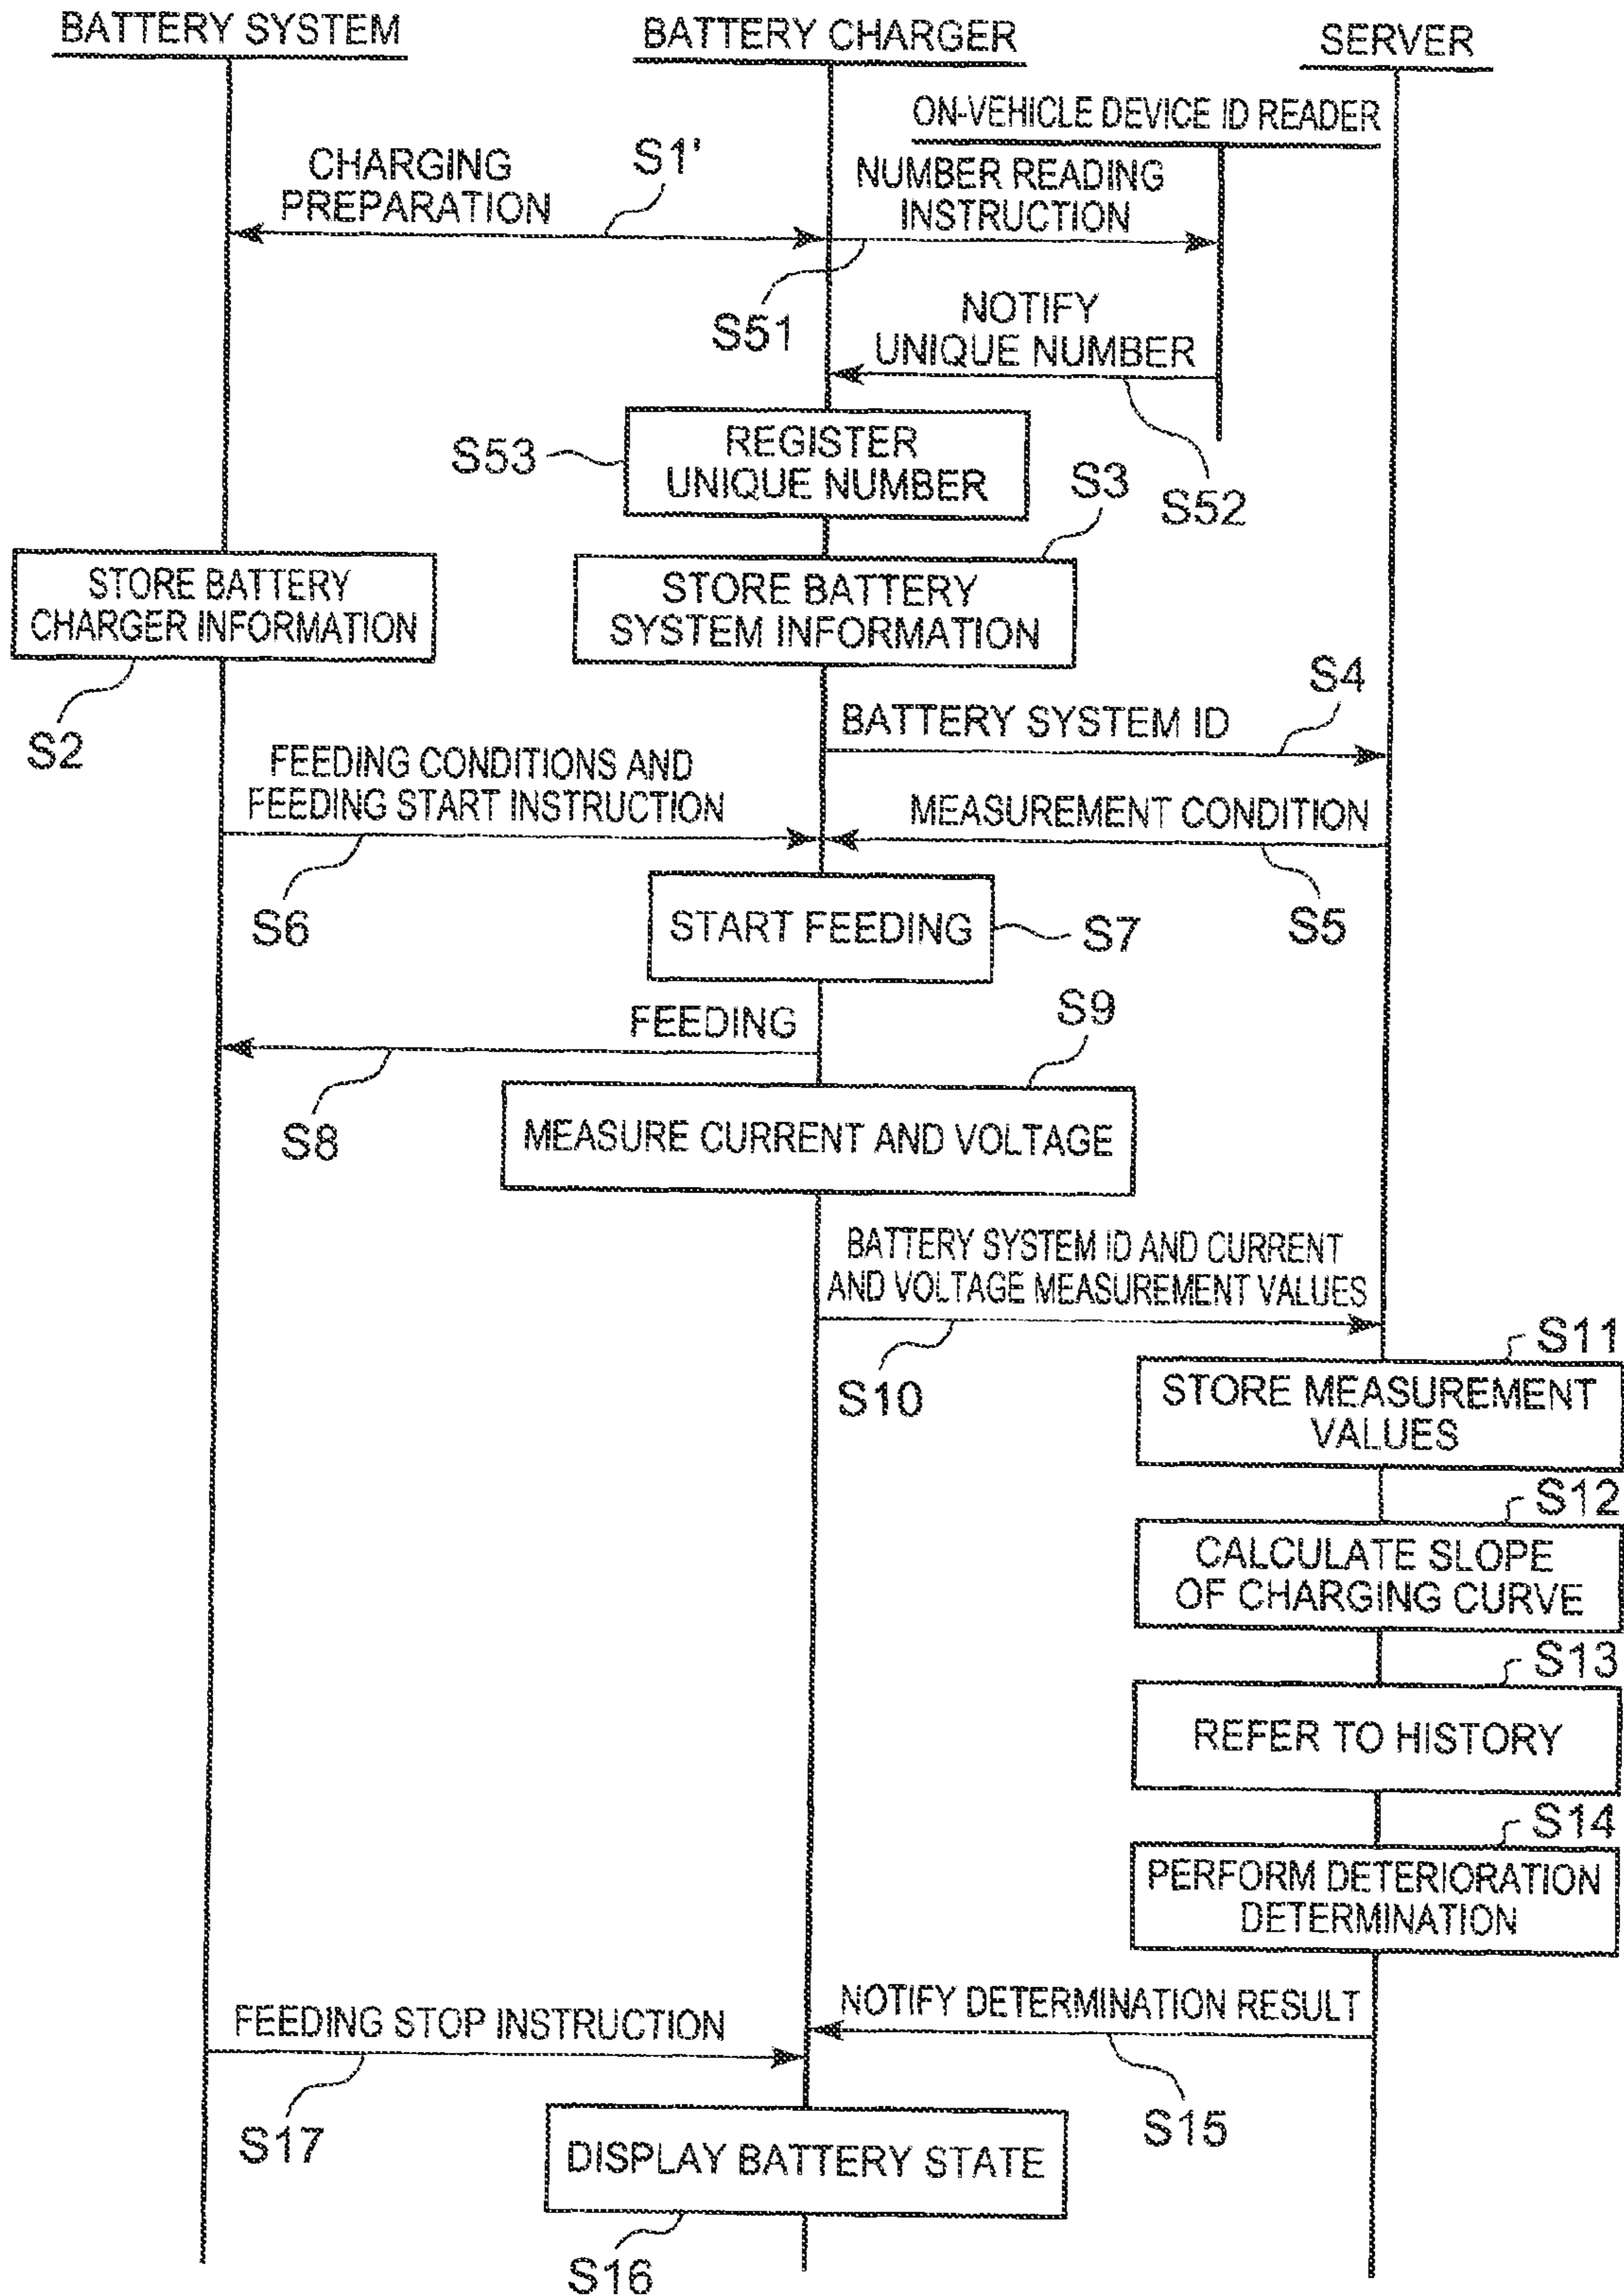 BATTERY SYSTEM
BATTERY CHARGER
SERVER
ON-VEHICLE DEVICE ID READER
CHARGING
PREPARATION
S1'
NUMBER READING
INSTRUCTION
S51
NOTIFY
UNIQUE NUMBER
S52
S53
REGISTER
UNIQUE NUMBER
S3
STORE BATTERY
CHARGER INFORMATION
S2
STORE BATTERY
SYSTEM INFORMATION
BATTERY SYSTEM ID
S4
FEEDING CONDITIONS AND
FEEDING START INSTRUCTION
S6
MEASUREMENT CONDITION
S5
START FEEDING
S7
FEEDING
S8
S9
MEASURE CURRENT AND VOLTAGE
BATTERY SYSTEM ID AND CURRENT
AND VOLTAGE MEASUREMENT VALUES
S10
S11
STORE MEASUREMENT
VALUES
S12
CALCULATE SLOPE
OF CHARGING CURVE
S13
REFER TO HISTORY
S14
PERFORM DETERIORATION
DETERMINATION
NOTIFY DETERMINATION RESULT
S15
FEEDING STOP INSTRUCTION
S17
DISPLAY BATTERY STATE
S16